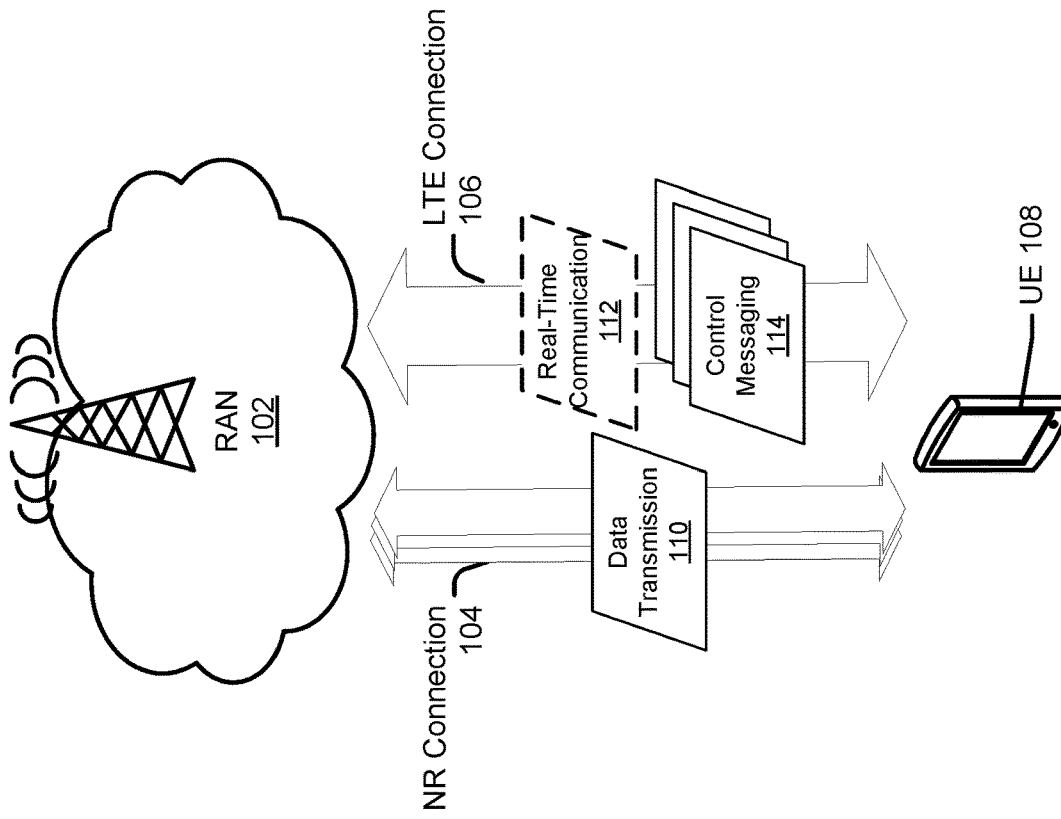 RAN
102
NR Connection
104
LTE Connection
106
Data
Transmission
110
Real-Time
Communication
112
Control
Messaging
114
UE 108